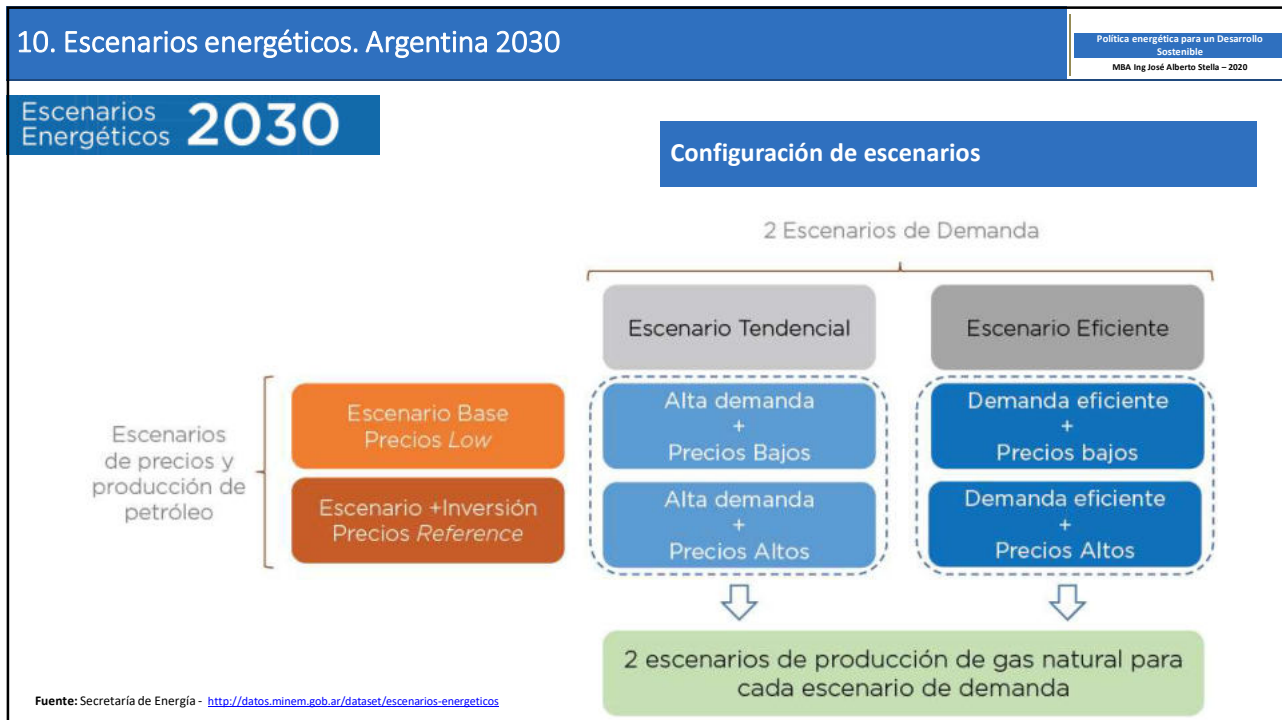 10. Escenarios energéticos. Argentina 2030
Política energética para un Desarrollo
Sostenible
MBA Ing José Alberto Stella – 2020
Escenarios
Energéticos 2030
Configuración de escenarios
2 Escenarios de Demanda
Escenario Tendencial
Escenario Eficiente
Escenarios
de precios y
producción de
petróleo
Escenario Base
Precios Low
Alta demanda
+
Precios Bajos
Demanda eficiente
+
Precios bajos
Escenario +Inversión
Precios Reference
Alta demanda
+
Precios Altos
Demanda eficiente
+
Precios Altos
2 escenarios de producción de gas natural para
cada escenario de demanda
Fuente: Secretaría de Energía - http://datos.minem.gob.ar/dataset/escenarios-energeticos